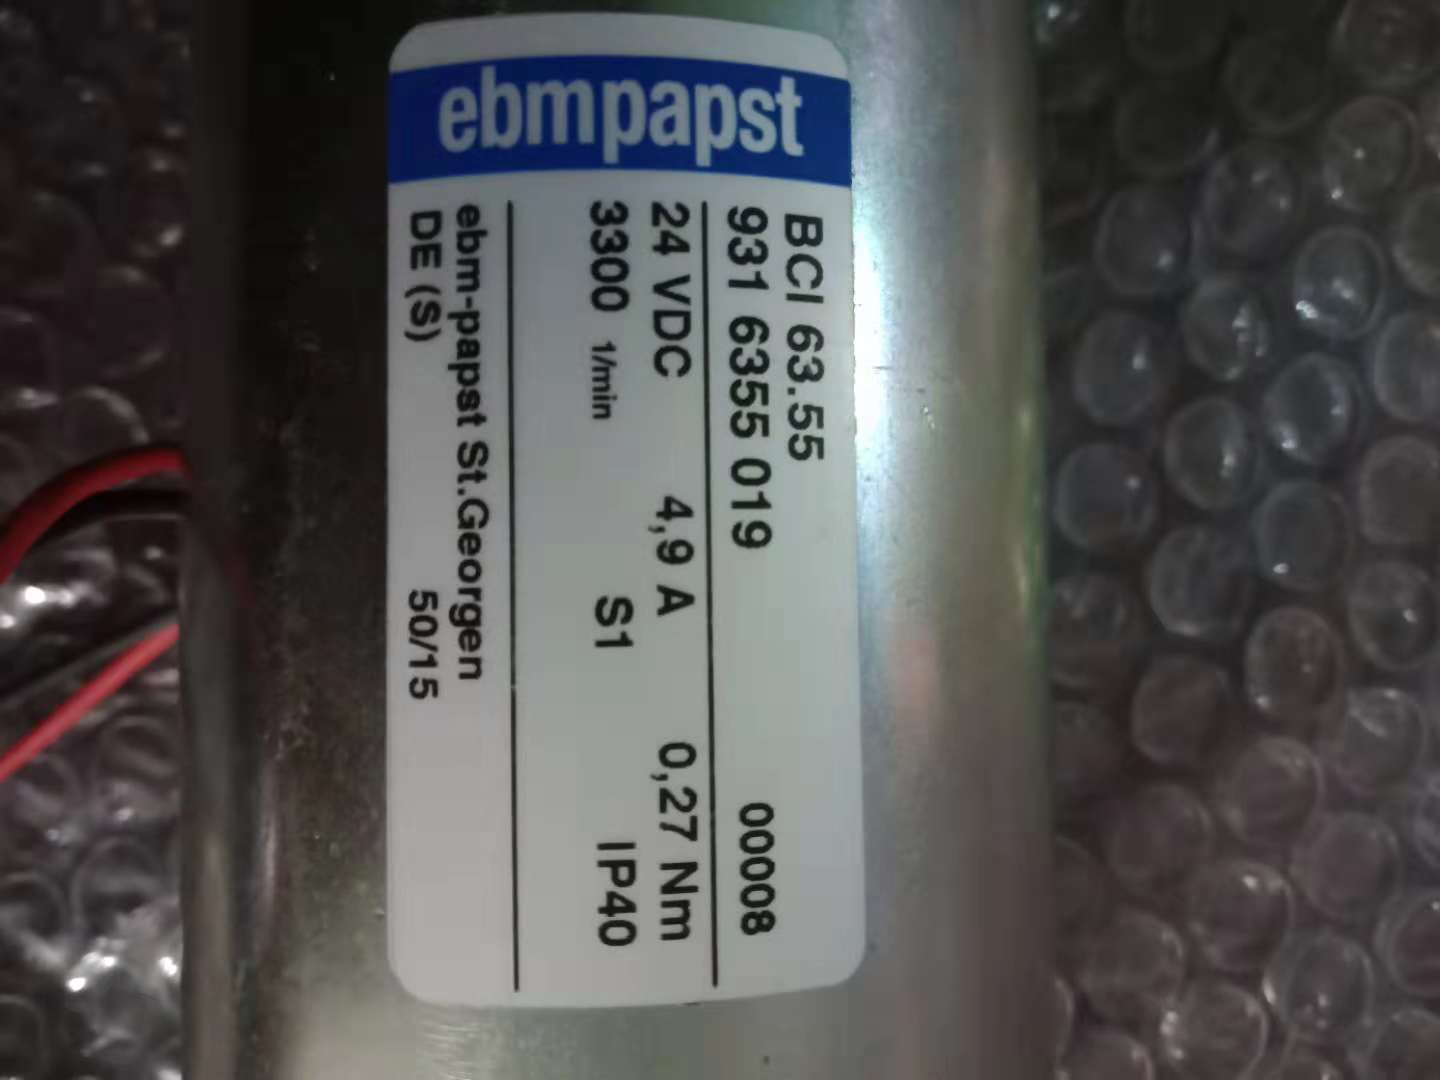 ebmpapst
BCI 63.55
931 6355 019 00008
24 VDC 4,9 A 0,27 Nm
3300 1/min S1 IP40
ebm-papst St.Georgen
DE (S) 50/15